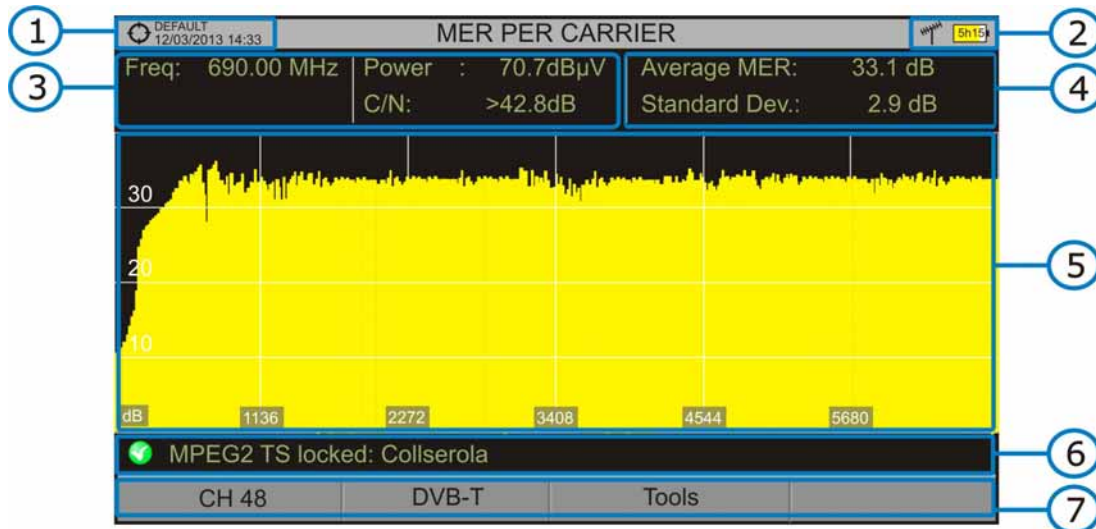 1
DEFAULT
12/03/2013 14:33
MER PER CARRIER
5h15
2
3
Freq: 690.00 MHz
Power : 70.7dBµV
C/N: >42.8dB
Average MER: 33.1 dB
Standard Dev.: 2.9 dB
4
30
20
10
dB 1136 2272 3408 4544 5680
5
MPEG2 TS locked: Collserola
6
CH 48 DVB-T Tools
7